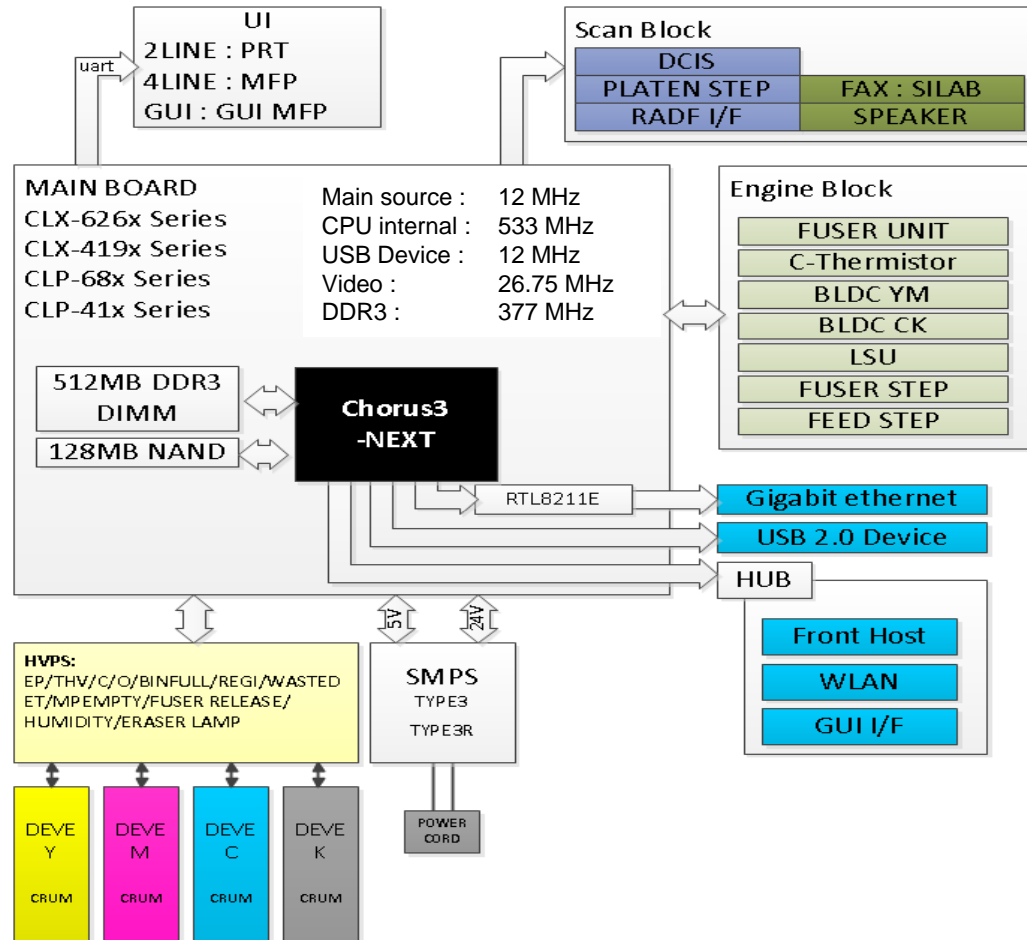 UI
2LINE : PRT
4LINE : MFP
GUI : GUI MFP
uart
Scan Block
DCIS
PLATEN STEP
RADF I/F
FAX : SILAB
SPEAKER
MAIN BOARD
CLX-626x Series
CLX-419x Series
CLP-68x Series
CLP-41x Series
Main source : 12 MHz
CPU internal : 533 MHz
USB Device : 12 MHz
Video : 26.75 MHz
DDR3 : 377 MHz
Engine Block
FUSER UNIT
C-Thermistor
BLDC YM
BLDC CK
LSU
FUSER STEP
FEED STEP
512MB DDR3
DIMM
128MB NAND
Chorus3
-NEXT
RTL8211E
Gigabit ethernet
USB 2.0 Device
HUB
Front Host
WLAN
GUI I/F
5V
24V
HVPS:
EP/THV/C/O/BINFULL/REGI/WASTED
ET/MPEMPTY/FUSER RELEASE/
HUMIDITY/ERASER LAMP
SMPS
TYPE3
TYPE3R
POWER
CORD
DEVE
Y
CRUM
DEVE
M
CRUM
DEVE
C
CRUM
DEVE
K
CRUM